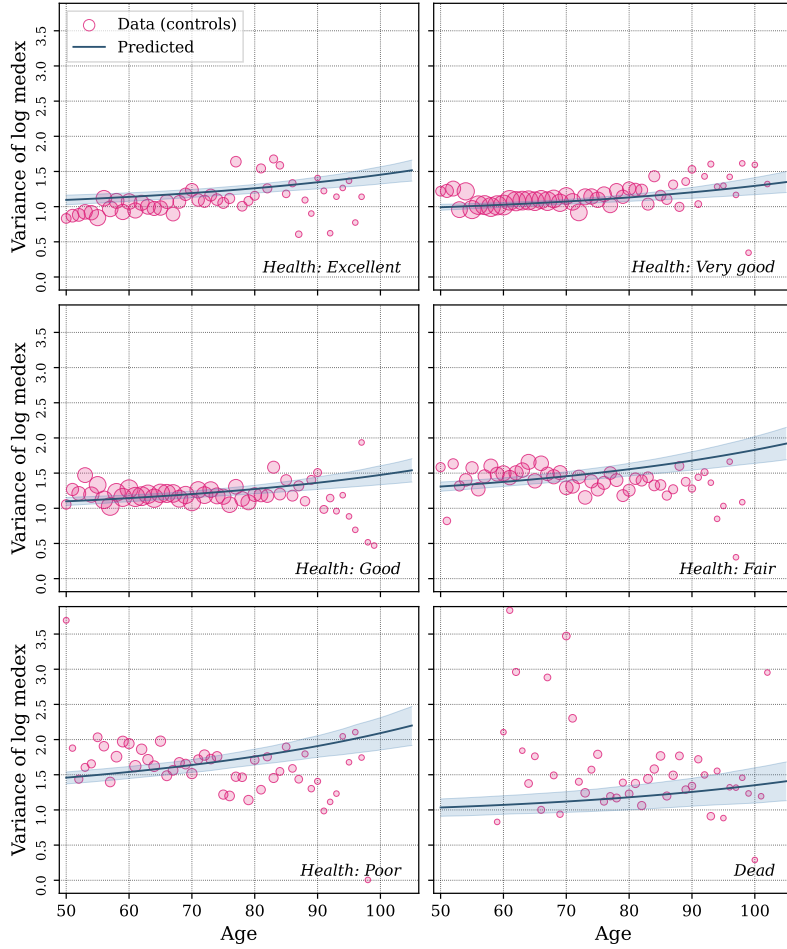 Data (controls)
Predicted
Variance of log medex
3.5
3.0
2.5
2.0
1.5
1.0
0.5
0.0
Health: Excellent
Health: Very good
Variance of log medex
3.5
3.0
2.5
2.0
1.5
1.0
0.5
0.0
Health: Good
Health: Fair
Variance of log medex
3.5
3.0
2.5
2.0
1.5
1.0
0.5
0.0
Health: Poor
Dead
50 60 70 80 90 100
50 60 70 80 90 100
Age
Age